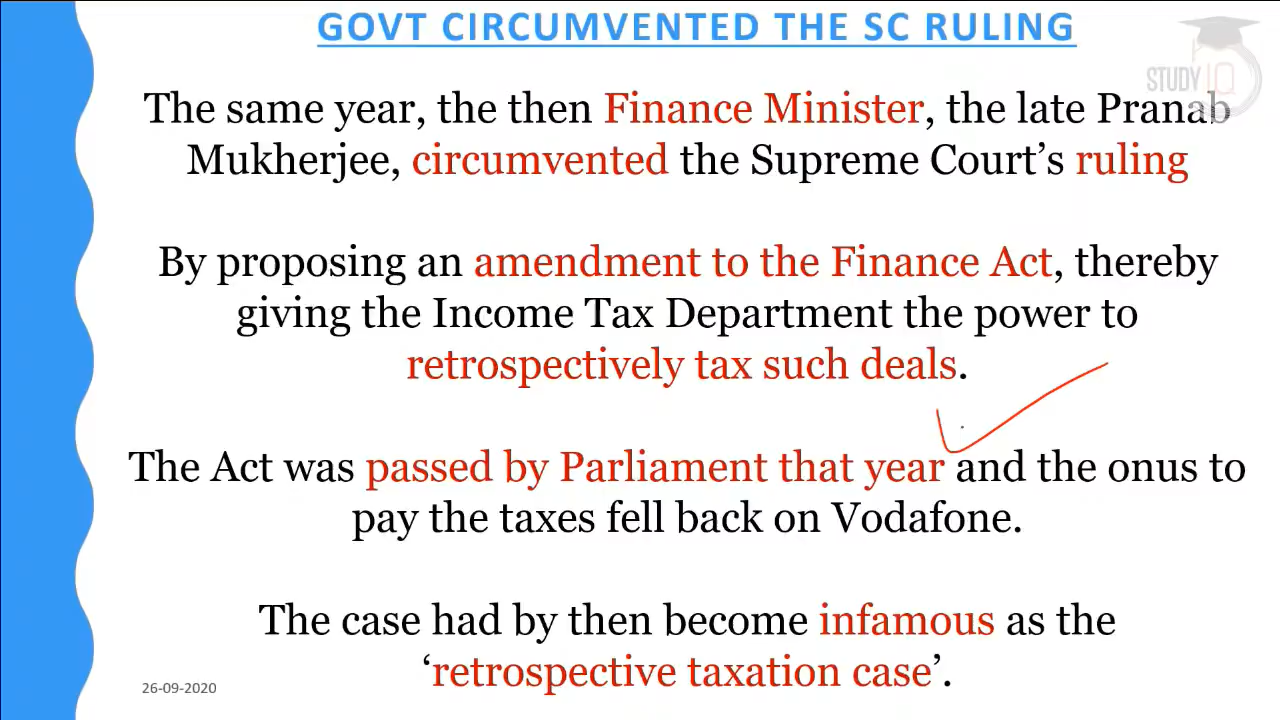 GOVT CIRCUMVENTED THE SC RULING
STUDY IQ
The same year, the then Finance Minister, the late Pranab
Mukherjee, circumvented the Supreme Court’s ruling
By proposing an amendment to the Finance Act, thereby
giving the Income Tax Department the power to
retrospectively tax such deals.
The Act was passed by Parliament that year and the onus to
pay the taxes fell back on Vodafone.
The case had by then become infamous as the
‘retrospective taxation case’.
26-09-2020